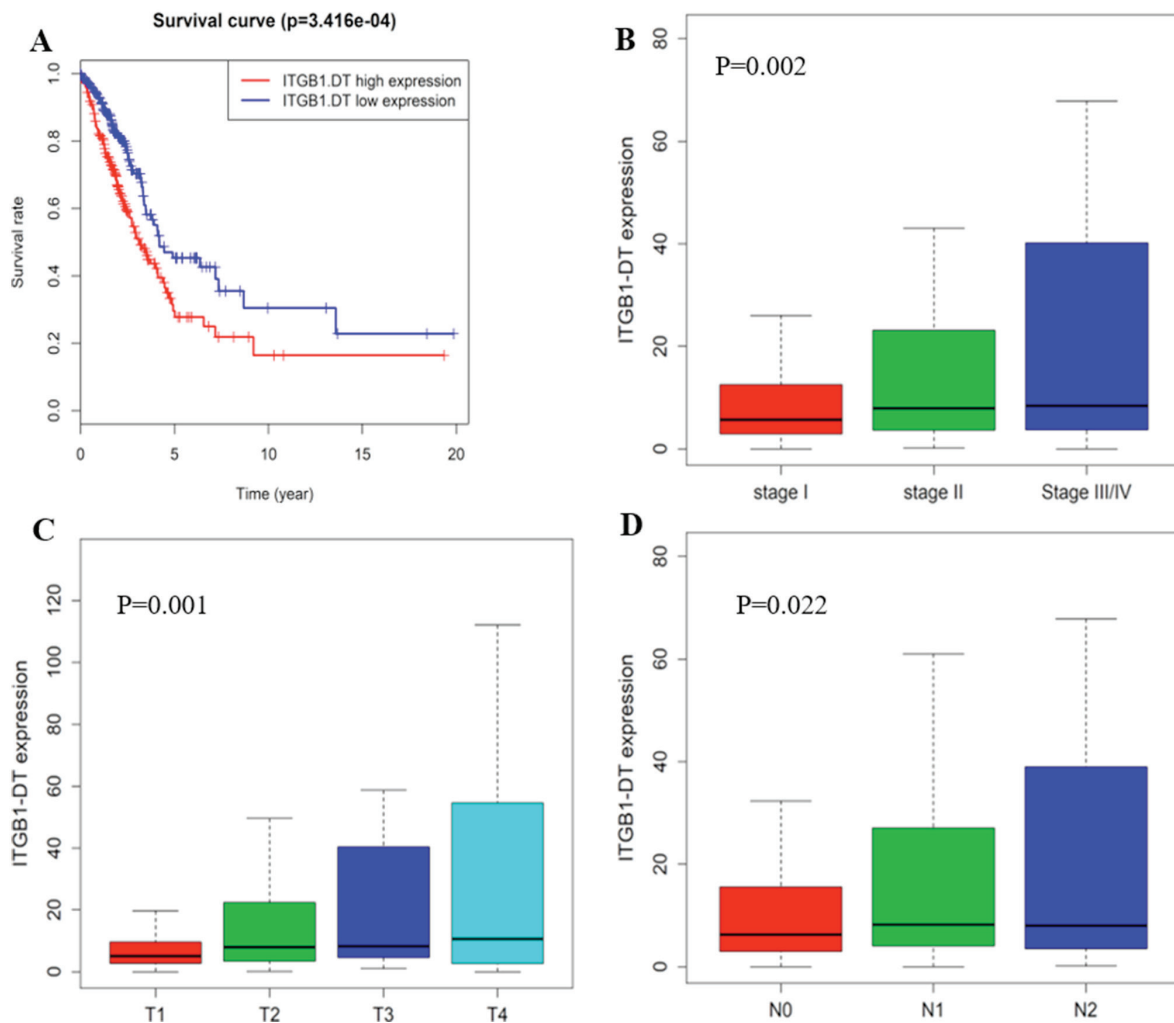 A
Survival curve (p=3.416e-04)
ITGB1.DT high expression
ITGB1.DT low expression
Survival rate
1.0
0.8
0.6
0.4
0.2
0.0
0 5 10 15 20
Time (year)
B
P=0.002
ITGB1-DT expression
80
60
40
20
0
stage I stage II Stage III/IV
C
P=0.001
ITGB1-DT expression
120
100
80
60
40
20
0
T1 T2 T3 T4
D
P=0.022
ITGB1-DT expression
80
60
40
20
0
N0 N1 N2